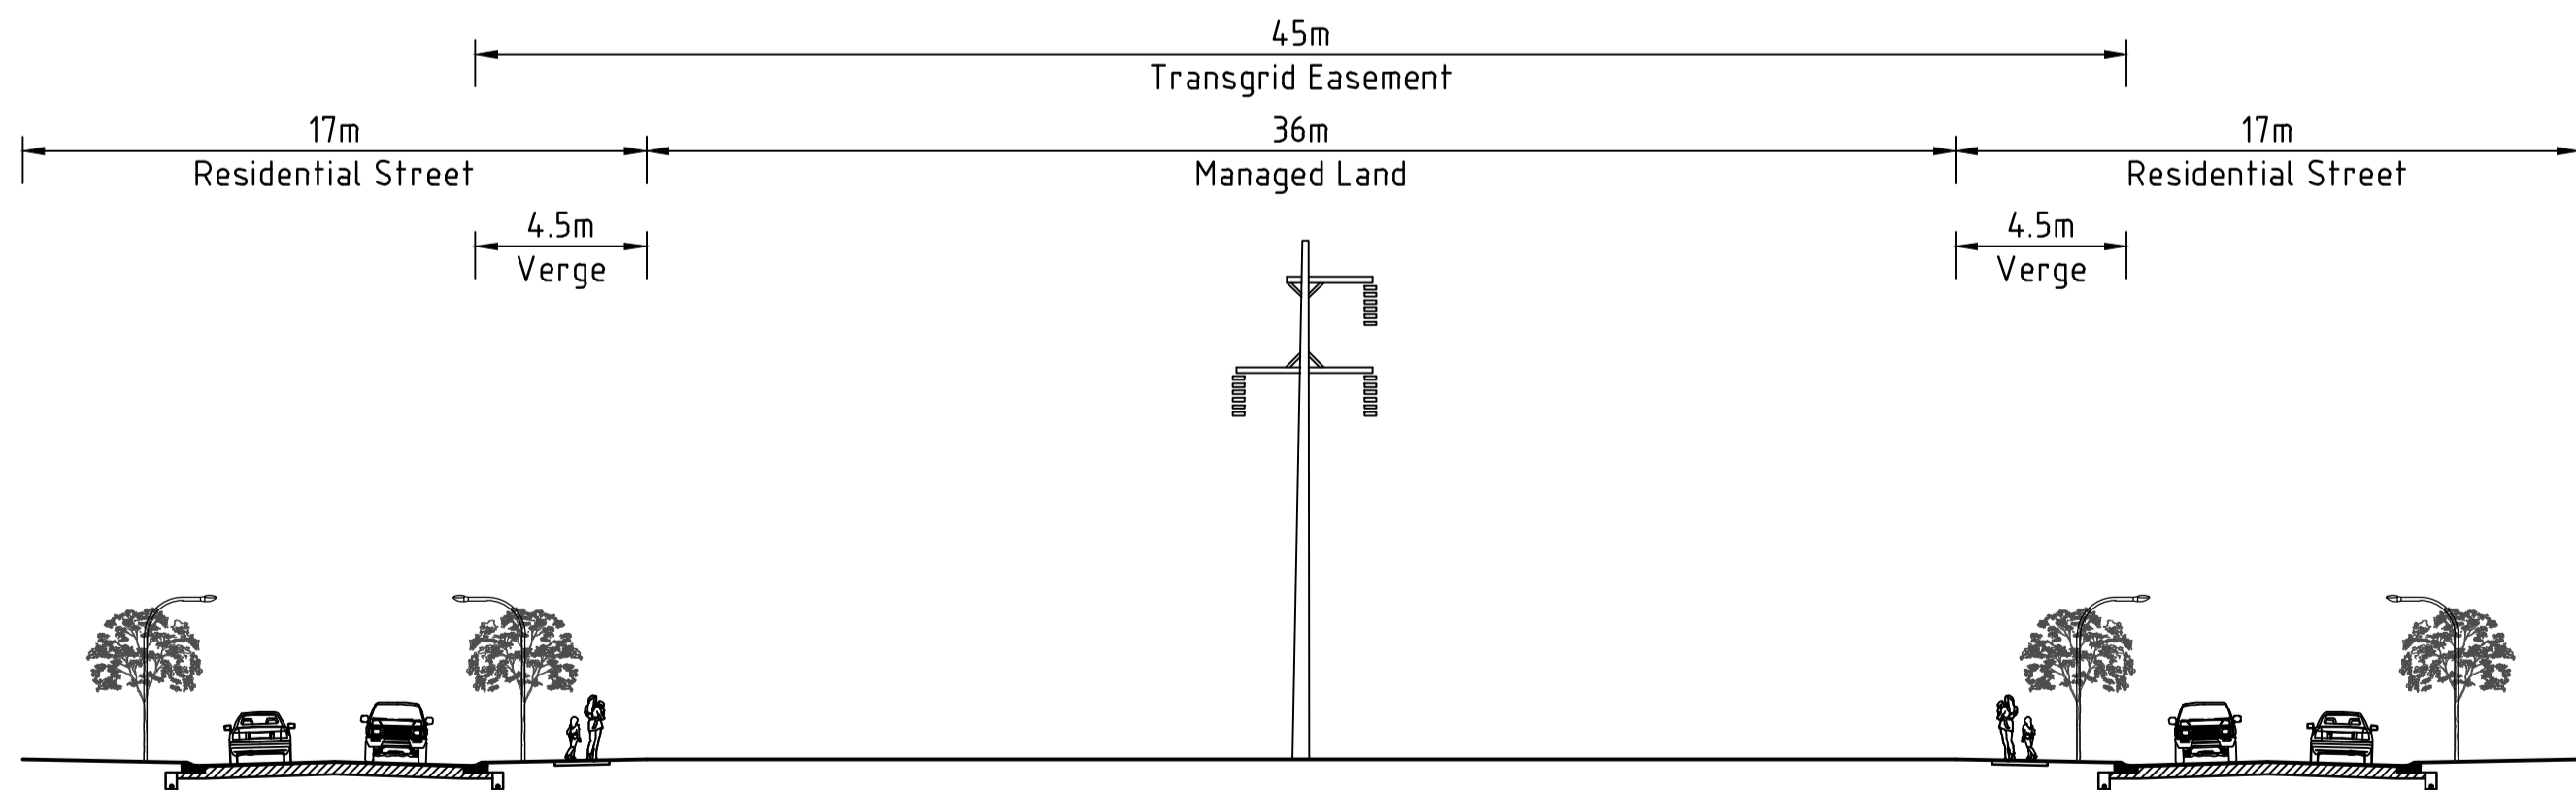 45m
Transgrid Easement
17m
36m
17m
Residential Street
Managed Land
Residential Street
4.5m
4.5m
Verge
Verge